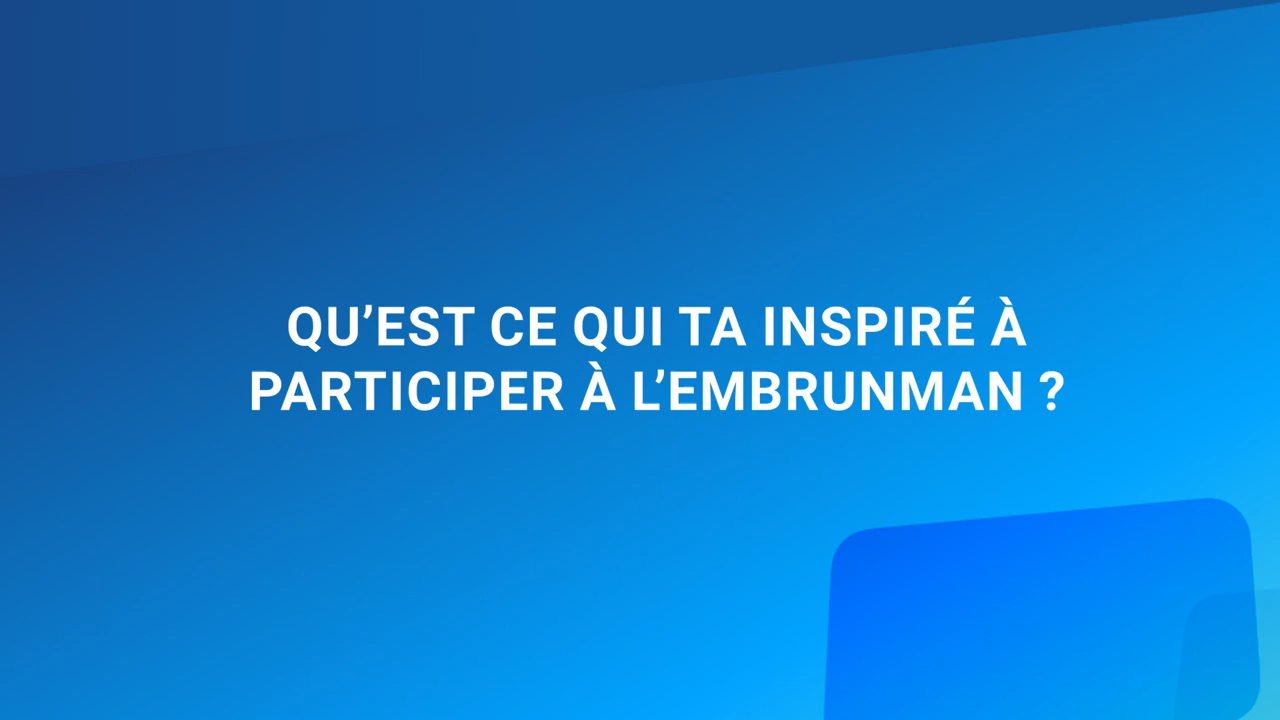 QU’EST CE QUI TA INSPIRÉ À
PARTICIPER À L’EMBRUNMAN ?